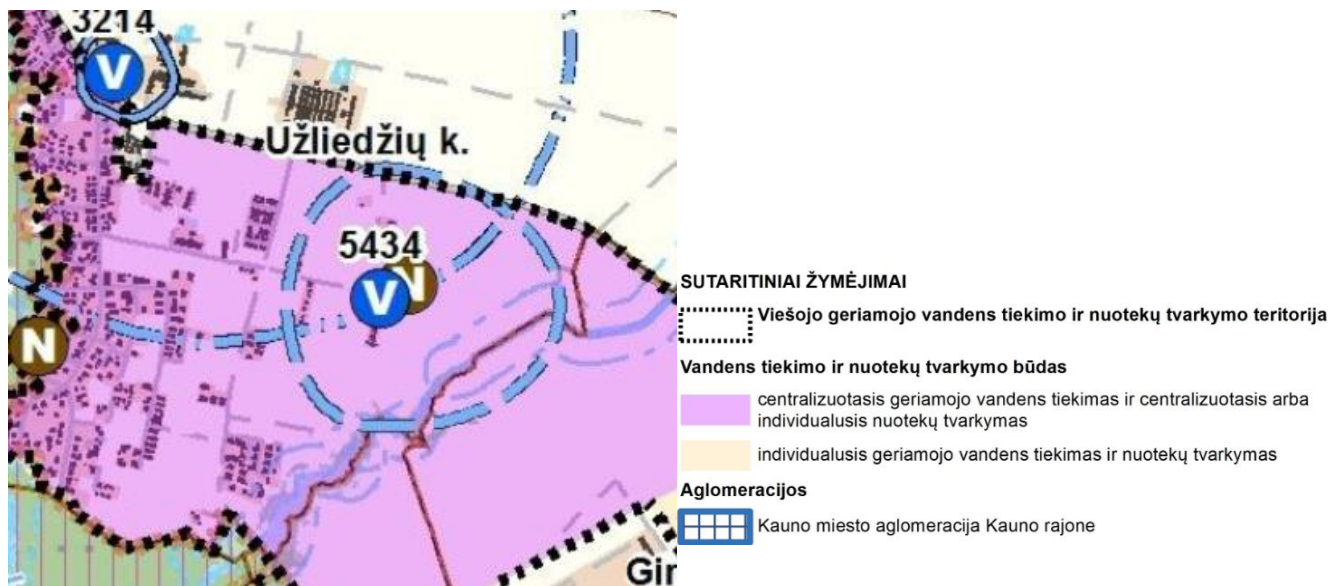 3214
V
Užliedžių k.
5434
V N
N
Gir
SUTARITINIAI ŽYMĖJIMAI
Viešojo geriamojo vandens tiekimo ir nuotekų tvarkymo teritorija
Vandens tiekimo ir nuotekų tvarkymo būdas
centralizuotasis geriamojo vandens tiekimas ir centralizuotasis arba
individualusis nuotekų tvarkymas
individualusis geriamojo vandens tiekimas ir nuotekų tvarkymas
Aglomeracijos
Kauno miesto aglomeracija Kauno rajone